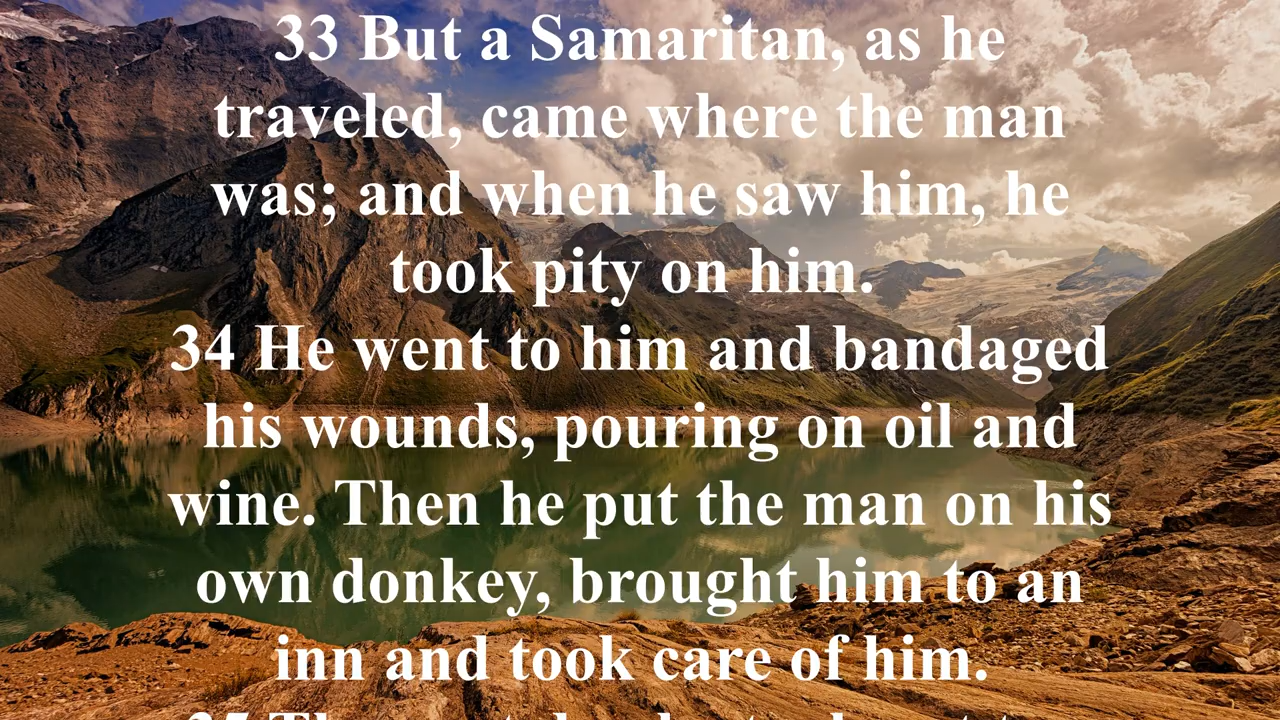 33 But a Samaritan, as he
traveled, came where the man
was; and when he saw him, he
took pity on him.
34 He went to him and bandaged
his wounds, pouring on oil and
wine. Then he put the man on his
own donkey, brought him to an
inn and took care of him.